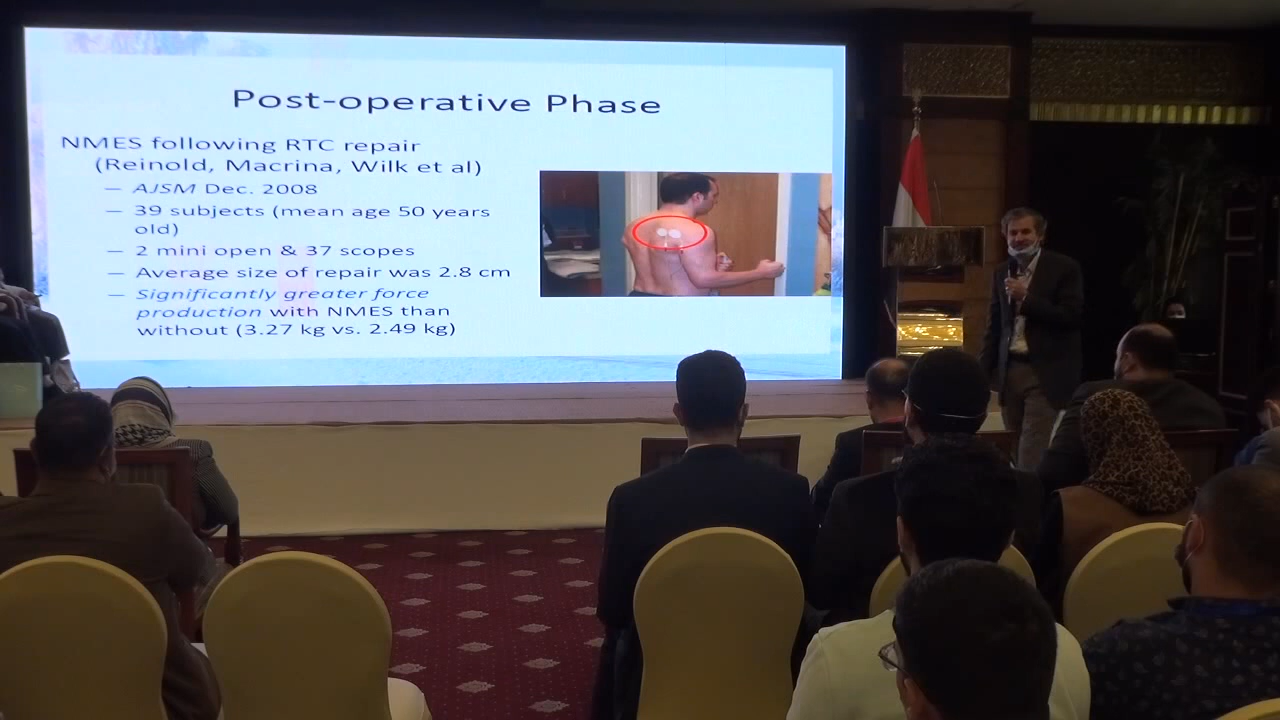 Post-operative Phase
NMES following RTC repair
(Reinold, Macrina, Wilk et al)
– AJSM Dec. 2008
– 39 subjects (mean age 50 years
old)
– 2 mini open & 37 scopes
– Average size of repair was 2.8 cm
– Significantly greater force
production with NMES than
without (3.27 kg vs. 2.49 kg)